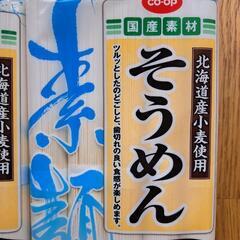 co-op
国産素材
そうめん
北海道産小麦使用
ツルッとしたのどごしと、歯切れの良い食感が楽しめます。
素麺
北海道産小麦使用